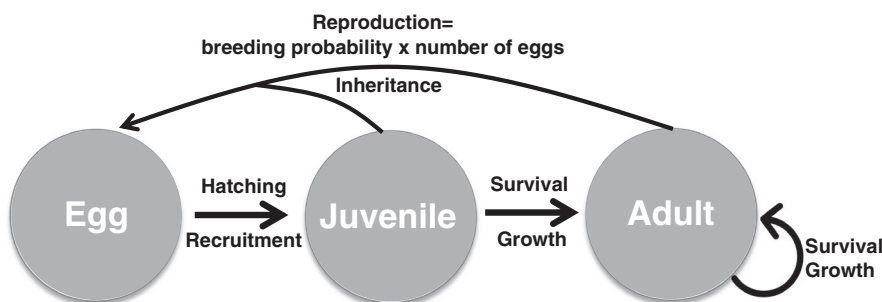 Reproduction=
breeding probability x number of eggs
Inheritance
Egg
Hatching
Recruitment
Juvenile
Survival
Growth
Adult
Survival
Growth